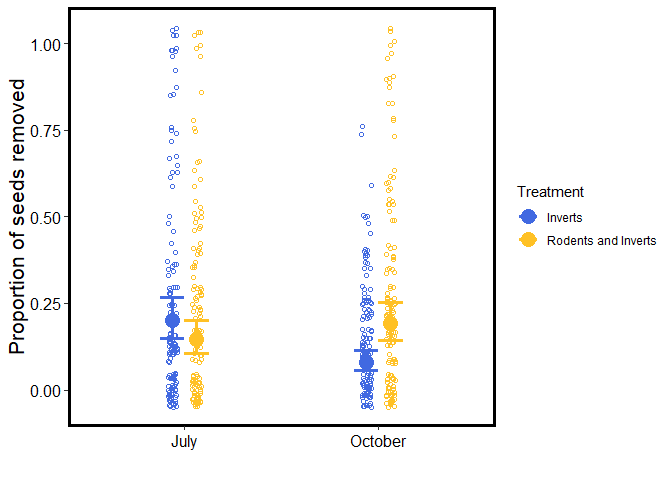 Proportion of seeds removed
1.00
0.75
0.50
0.25
0.00
July
October
Treatment
Inverts
Rodents and Inverts